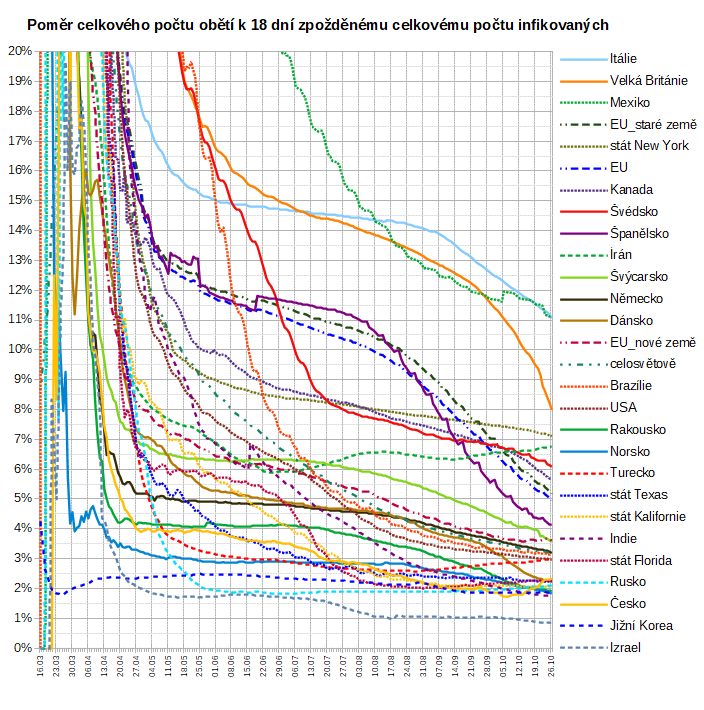 Poměr celkového počtu obětí k 18 dní zpožděnému celkovému počtu infikovaných
20%
19%
18%
17%
16%
15%
14%
13%
12%
11%
10%
9%
8%
7%
6%
5%
4%
3%
2%
1%
0%
16.03
23.03
30.03
06.04
13.04
20.04
27.04
04.05
11.05
18.05
25.05
01.06
08.06
15.06
22.06
29.06
06.07
13.07
20.07
27.07
03.08
10.08
17.08
24.08
31.08
07.09
14.09
21.09
28.09
05.10
12.10
19.10
26.10
Itálie
Velká Británie
Mexiko
EU_staré země
stát New York
EU
Kanada
Švédsko
Španělsko
Írán
Švýcarsko
Německo
Dánsko
EU_nové země
celosvětově
Brazílie
USA
Rakousko
Norsko
Turecko
stát Texas
stát Kalifornie
Indie
stát Florida
Rusko
Česko
Jižní Korea
Izrael